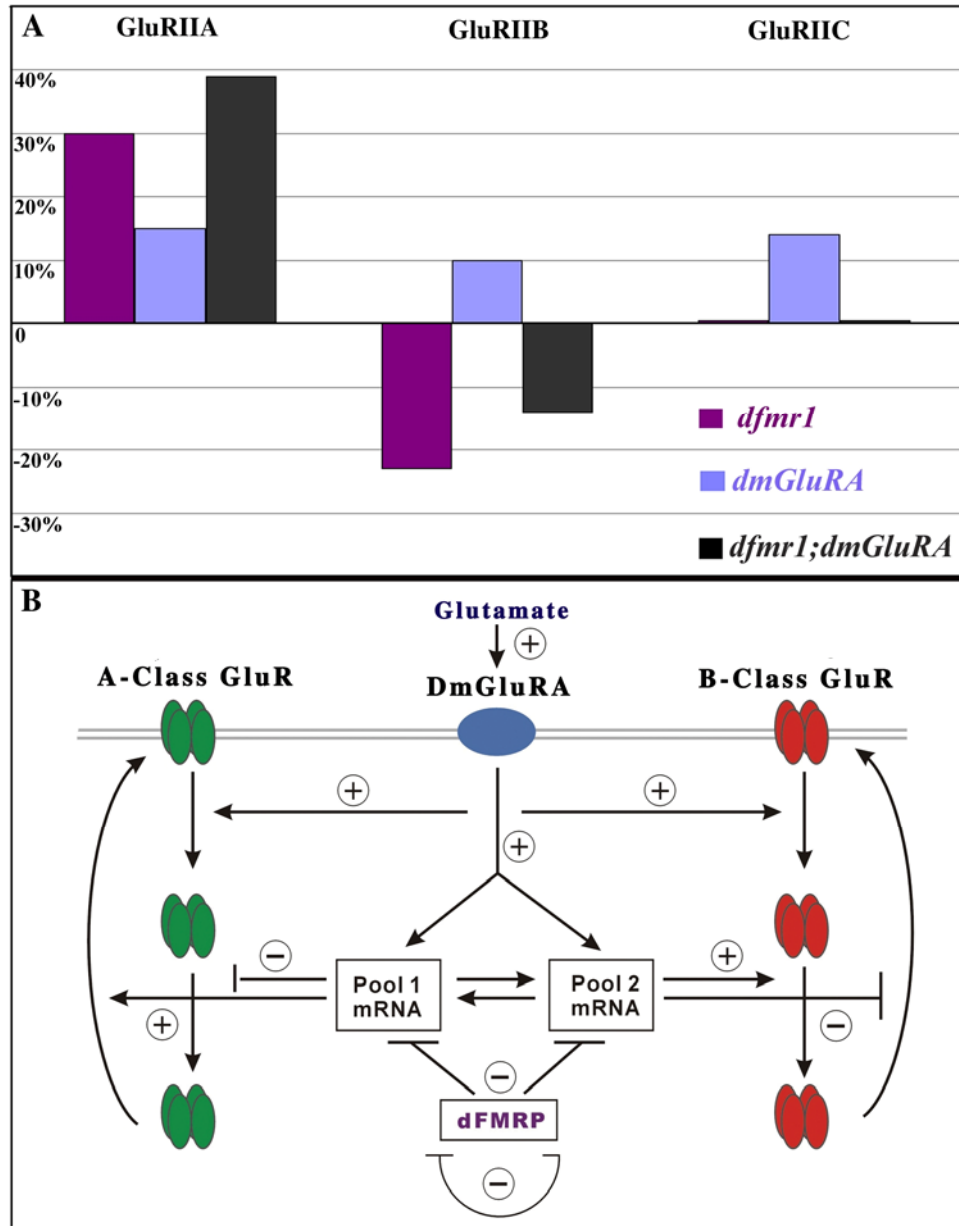 A
GluRIIA GluRIIB GluRIIC
40%
30%
20%
10%
0
-10%
-20%
-30%
dfmr1
dmGluRA
dfmr1;dmGluRA
B
Glutamate
+
A-Class GluR DmGluRA B-Class GluR
+ +
+
− +
Pool 1 mRNA Pool 2 mRNA
+ −
−
dFMRP
−